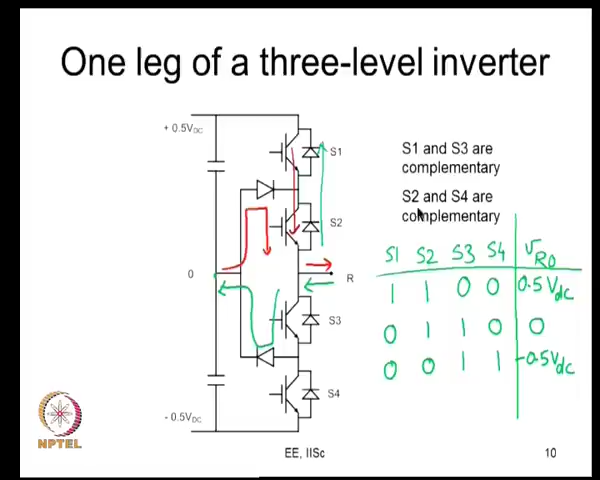 One leg of a three-level inverter
+ 0.5V_DC
S1
S2
0
R
S3
S4
- 0.5V_DC
S1 and S3 are
complementary
S2 and S4 are
complementary
S1 S2 S3 S4 V_R0
1 1 0 0 0.5 V_dc
0 1 1 0 0
0 0 1 1 -0.5V_dc
NPTEL
EE, IISc
10